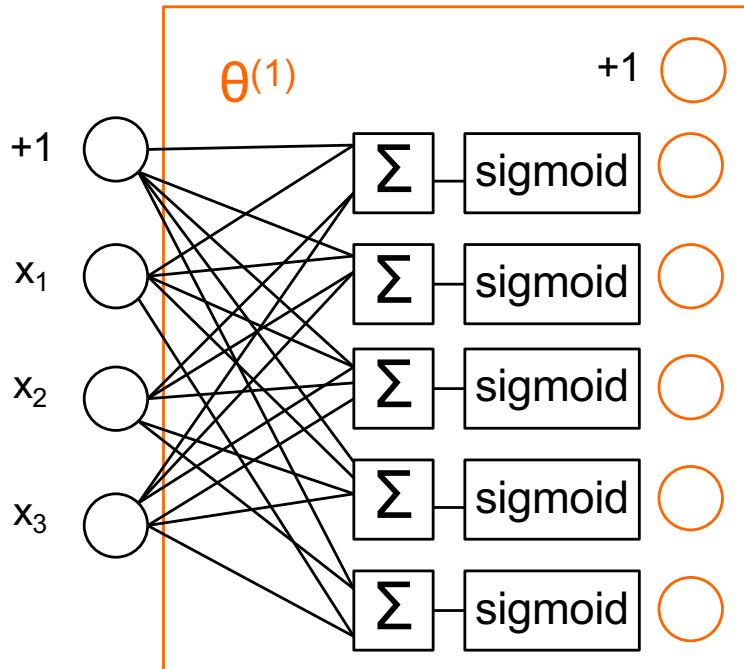 θ(1)
+1
+1
Σ
sigmoid
x1
Σ
sigmoid
x2
Σ
sigmoid
x3
Σ
sigmoid
Σ
sigmoid